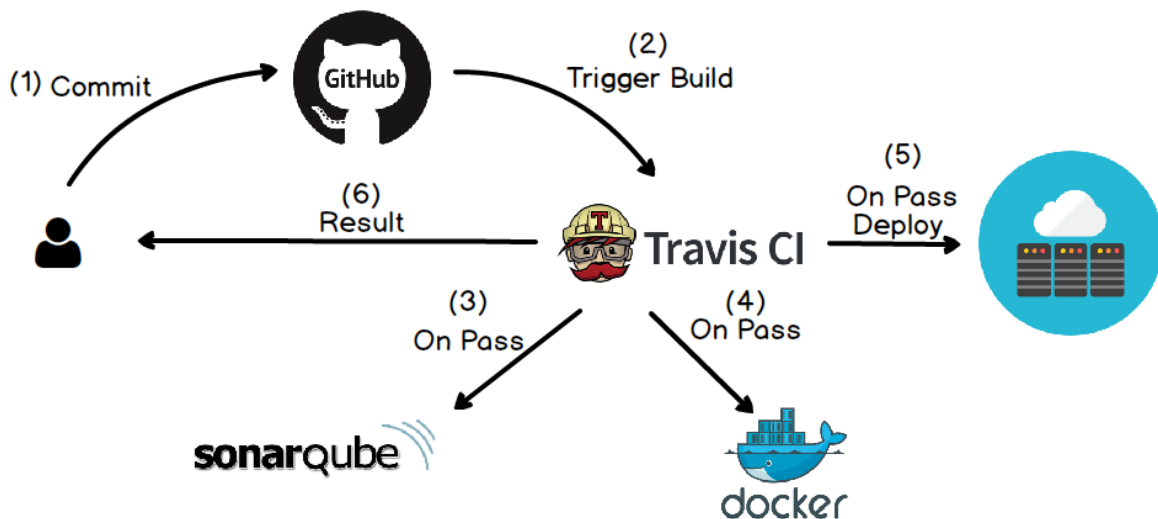 (1) Commit
GitHub
(2)
Trigger Build
(6)
Result
T
Travis CI
(5)
On Pass
Deploy
(3)
On Pass
(4)
On Pass
sonarqube
docker